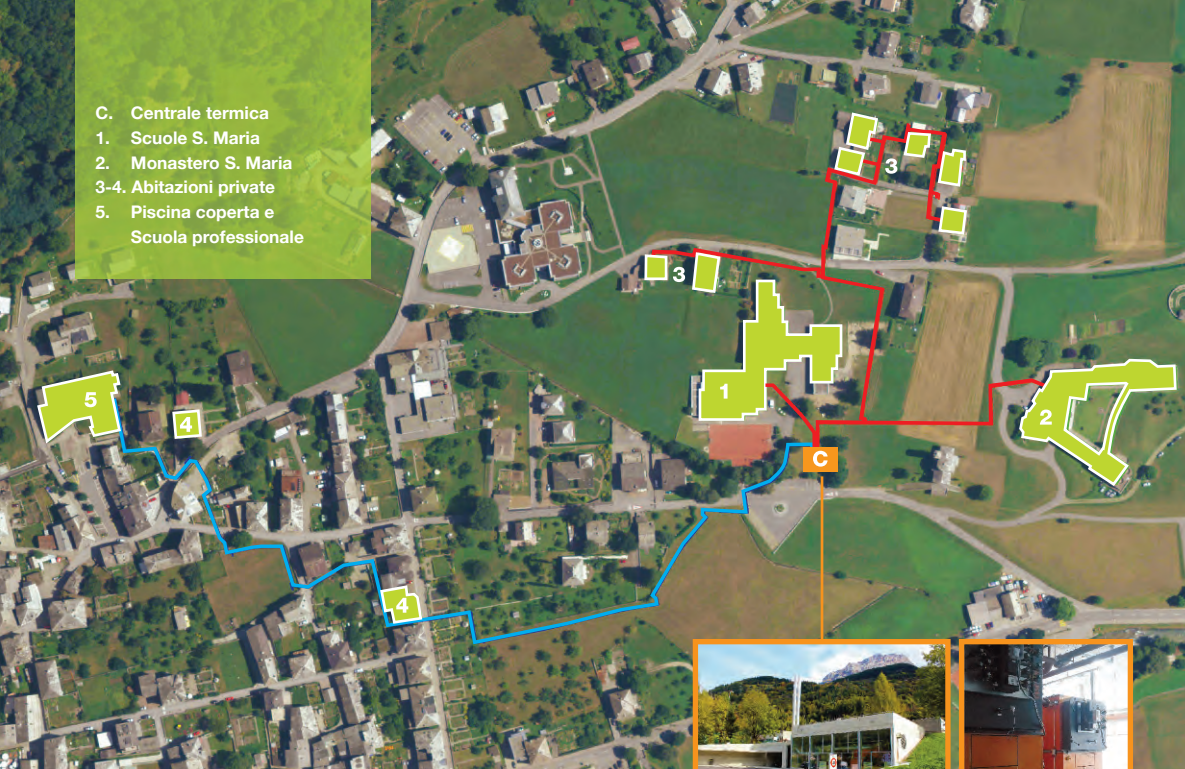 C. Centrale termica
1. Scuole S. Maria
2. Monastero S. Maria
3-4. Abitazioni private
5. Piscina coperta e
Scuola professionale
3
3
5
4
1
2
C
4